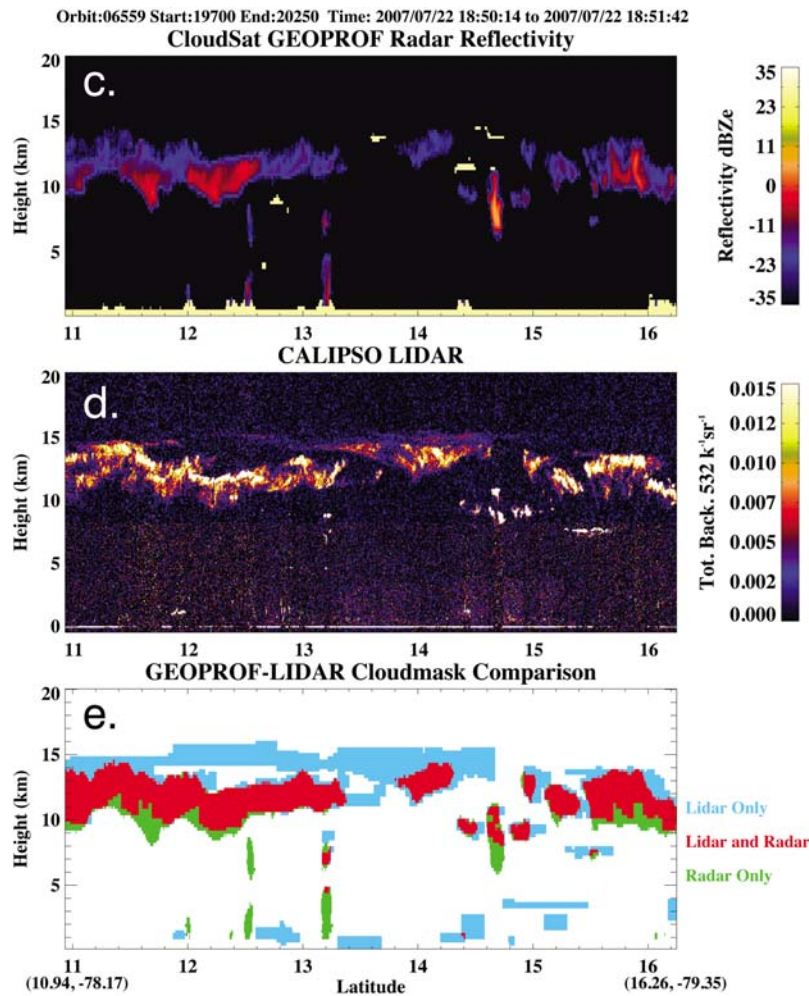 Orbit:06559 Start:19700 End:20250 Time: 2007/07/22 18:50:14 to 2007/07/22 18:51:42
CloudSat GEOPROF Radar Reflectivity
c.
Height (km)
20
15
10
5
11 12 13 14 15 16
Reflectivity dBZe
35
23
11
0
-11
-23
-35
CALIPSO LIDAR
d.
Height (km)
20
15
10
5
0
11 12 13 14 15 16
Tot. Back. 532 k⁻¹sr⁻¹
0.015
0.013
0.010
0.007
0.005
0.002
0.000
GEOPROF-LIDAR Cloudmask Comparison
e.
Height (km)
20
15
10
5
Lidar Only
Lidar and Radar
Radar Only
11 12 13 14 15 16
(10.94, -78.17) Latitude (16.26, -79.35)